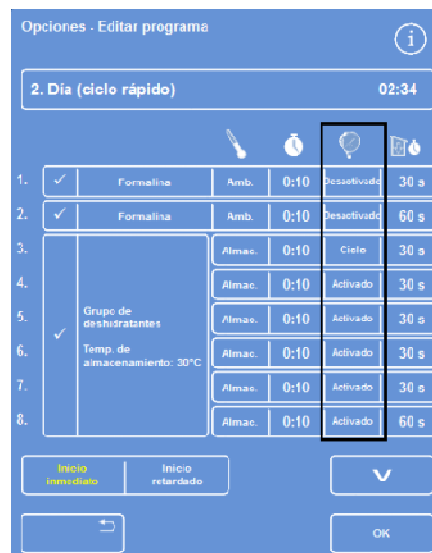 Opciones - Editar programa
i
2. Día (ciclo rápido) 02:34
1. Formalina Amb. 0:10 Desactivado 30 s
2. Formalina Amb. 0:10 Desactivado 60 s
3. Almac. 0:10 Ciclo 30 s
4. Almac. 0:10 Activado 30 s
5. Grupo de deshidratantes Almac. 0:10 Activado 30 s
6. Temp. de almacenamiento: 30°C Almac. 0:10 Activado 30 s
7. Almac. 0:10 Activado 30 s
8. Almac. 0:10 Activado 60 s
Inicio inmediato Inicio retardado
OK